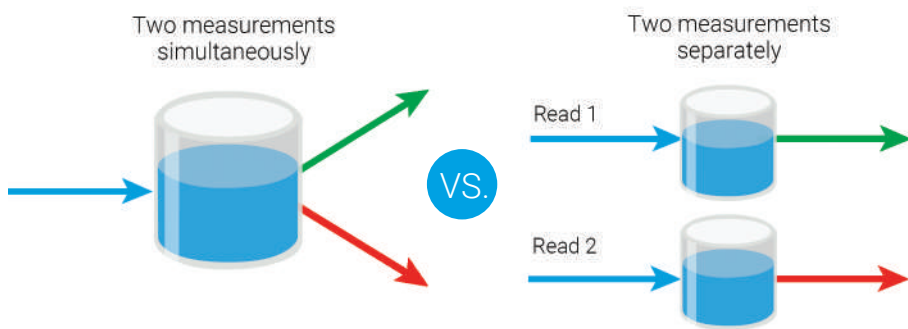 Two measurements
simultaneously
VS.
Two measurements
separately
Read 1
Read 2